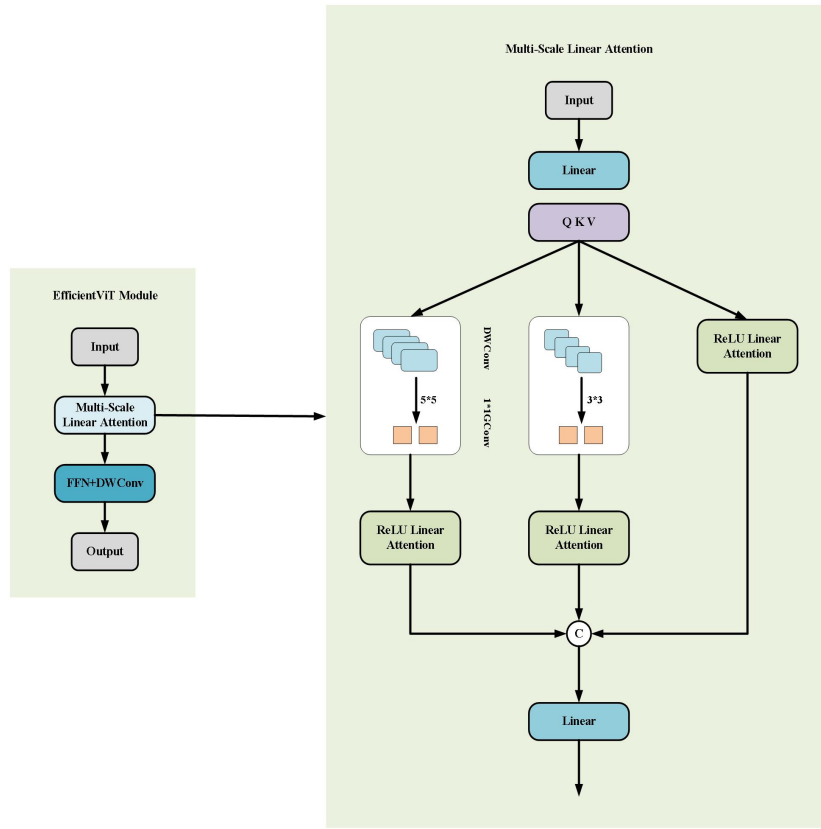 Multi-Scale Linear Attention
Input
Linear
Q K V
DWConv
1*1GConv
5*5
3*3
ReLU Linear
Attention
ReLU Linear
Attention
ReLU Linear
Attention
C
Linear
EfficientViT Module
Input
Multi-Scale
Linear Attention
FFN+DWConv
Output